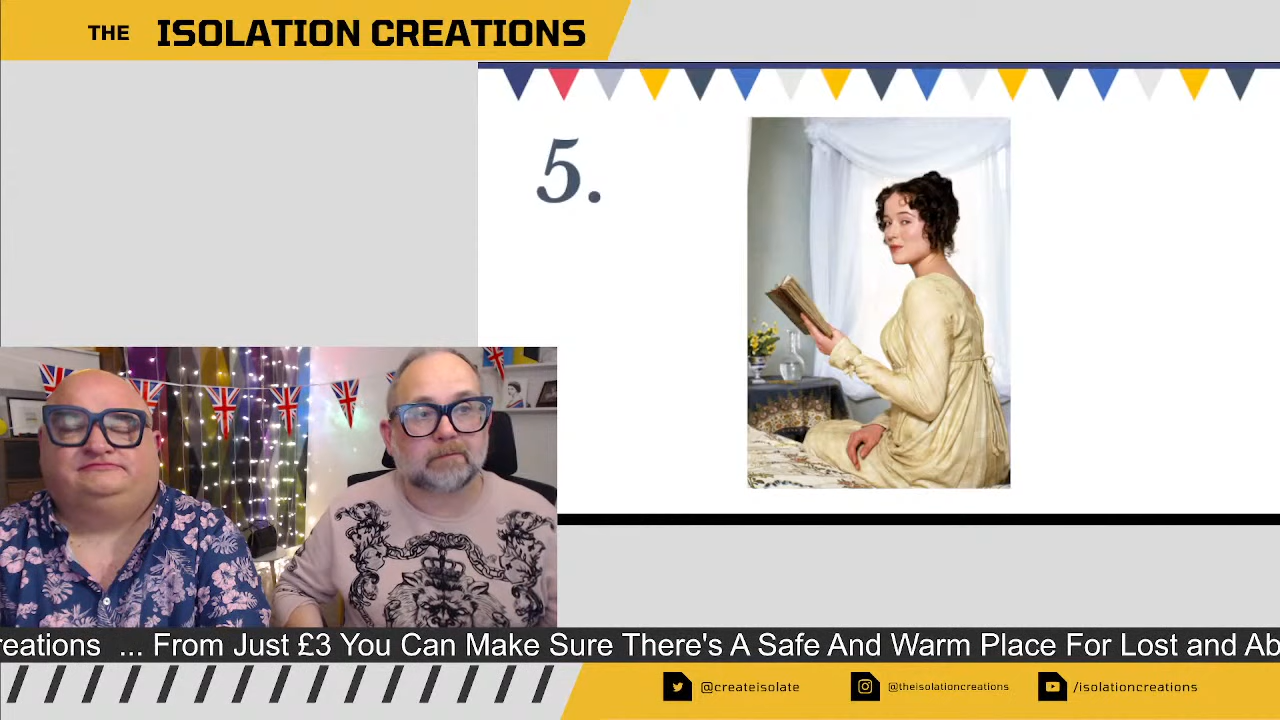 THE ISOLATION CREATIONS
5.
reations ... From Just £3 You Can Make Sure There's A Safe And Warm Place For Lost and Ab
@createisolate @theisolationcreations /isolationcreations